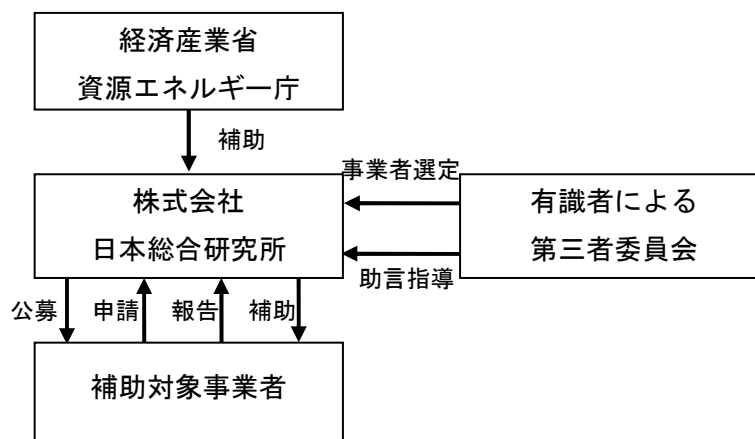 経済産業省
資源エネルギー庁
補助
事業者選定
株式会社
日本総合研究所
有識者による
第三者委員会
助言指導
公募
申請
報告
補助
補助対象事業者